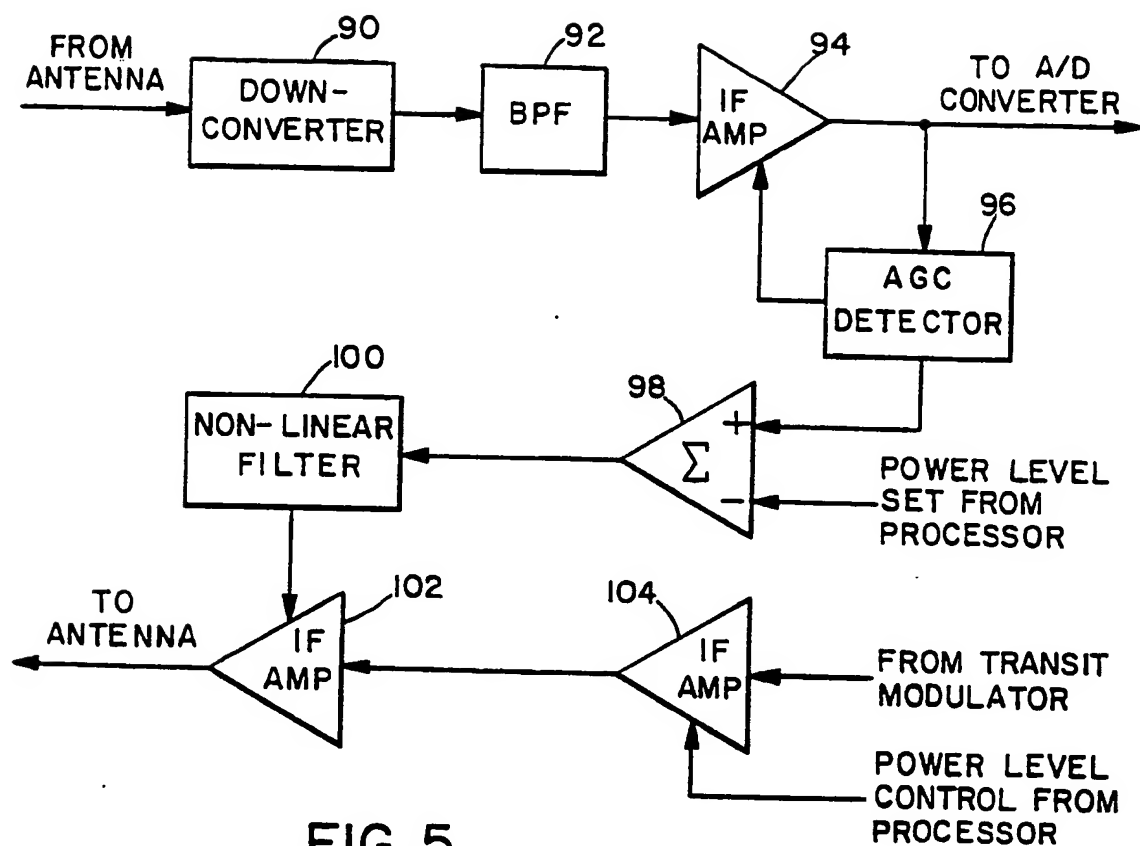 FROM
ANTENNA
90
DOWN-
CONVERTER
92
BPF
94
IF
AMP
TO A/D
CONVERTER
96
AGC
DETECTOR
100
NON-LINEAR
FILTER
98
Σ
+
-
POWER LEVEL
SET FROM
PROCESSOR
TO
ANTENNA
102
IF
AMP
104
IF
AMP
FROM TRANSIT
MODULATOR
POWER LEVEL
CONTROL FROM
PROCESSOR
FIG. 5